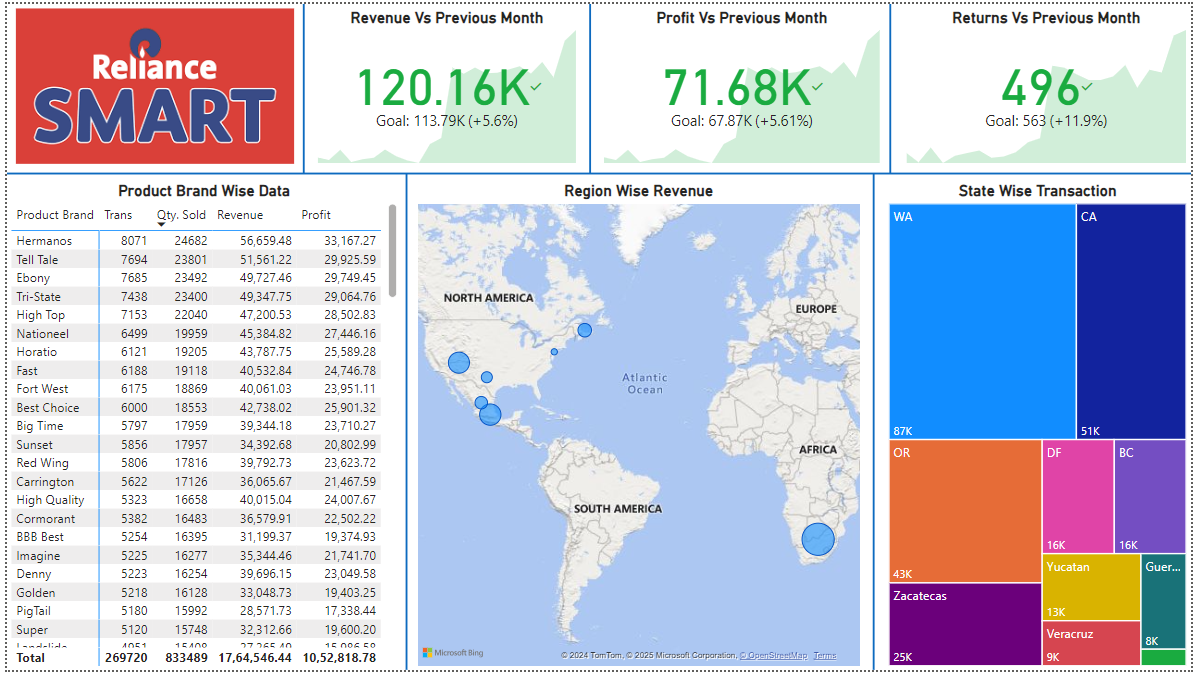 Reliance
SMART
Revenue Vs Previous Month
120.16K
Goal: 113.79K (+5.6%)
Profit Vs Previous Month
71.68K
Goal: 67.87K (+5.61%)
Returns Vs Previous Month
496
Goal: 563 (+11.9%)
Product Brand Wise Data
Product Brand Trans Qty. Sold Revenue Profit
Hermanos 8071 24682 56,659.48 33,167.27
Tell Tale 7694 23801 51,561.22 29,925.59
Ebony 7685 23492 49,727.46 29,749.45
Tri-State 7438 23400 49,347.75 29,064.76
High Top 7153 22040 47,200.53 28,502.83
Nationeel 6499 19959 45,384.82 27,446.16
Horatio 6121 19205 43,787.75 25,589.28
Fast 6188 19118 40,532.84 24,746.78
Fort West 6175 18869 40,061.03 23,951.11
Best Choice 6000 18553 42,738.02 25,901.32
Big Time 5797 17959 39,344.18 23,710.27
Sunset 5856 17957 34,392.68 20,802.99
Red Wing 5806 17816 39,792.73 23,623.72
Carrington 5622 17126 36,065.67 21,467.59
High Quality 5323 16658 40,015.04 24,007.67
Cormorant 5382 16483 36,579.91 22,502.22
BBB Best 5254 16395 31,199.37 19,374.93
Imagine 5225 16277 35,344.46 21,741.70
Denny 5223 16254 39,696.15 23,049.58
Golden 5218 16128 33,048.73 19,403.25
PigTail 5180 15992 28,571.73 17,338.44
Super 5120 15748 32,312.66 19,600.20
Total 269720 833489 17,64,546.44 10,52,818.78
Region Wise Revenue
NORTH AMERICA
EUROPE
Atlantic
Ocean
AFRICA
SOUTH AMERICA
Microsoft Bing
© 2024 TomTom, © 2025 Microsoft Corporation, © OpenStreetMap Terms
State Wise Transaction
WA
87K
CA
51K
OR
43K
DF
16K
BC
16K
Zacatecas
25K
Yucatan
13K
Guer...
8K
Veracruz
9K